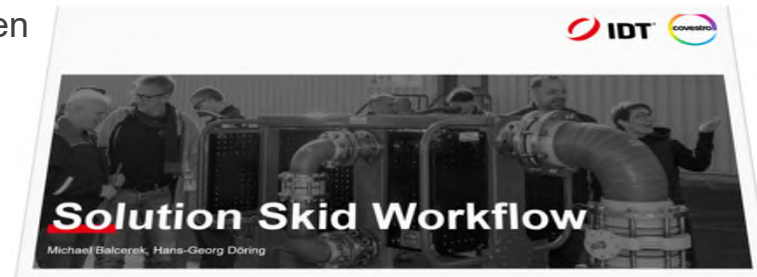 en
IDT
covestro
Solution Skid Workflow
Michael Balcerek, Hans-Georg Döring